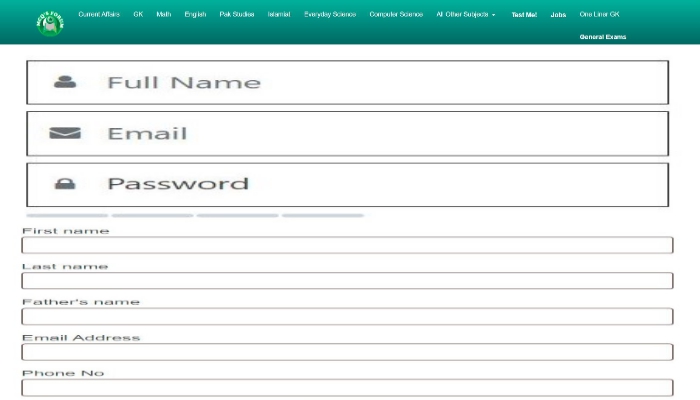 Current Affairs GK Math English Pak Studies Islamiat Everyday Science Computer Science All Other Subjects Test Me! Jobs One Liner GK
General Exams
Full Name
Email
Password
First name
Last name
Father's name
Email Address
Phone No